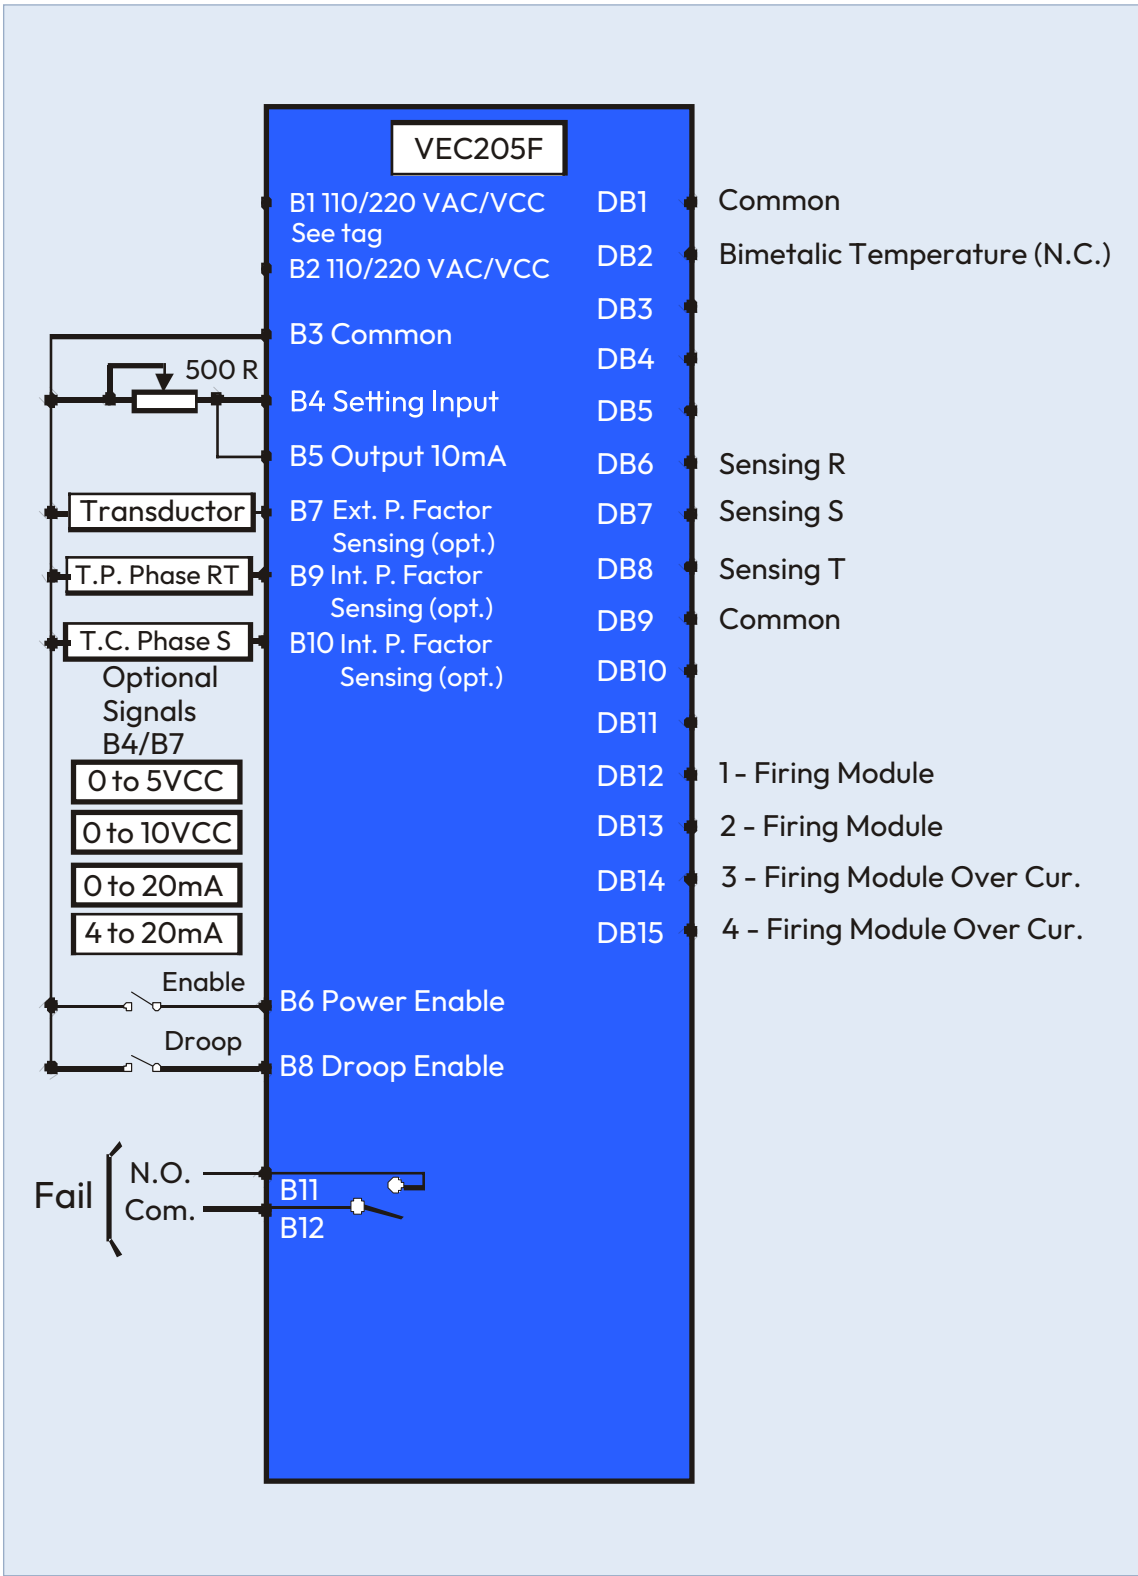 VEC205F
B1 110/220 VAC/VCC
See tag
B2 110/220 VAC/VCC
B3 Common
500 R
B4 Setting Input
B5 Output 10mA
Transductor
B7 Ext. P. Factor
Sensing (opt.)
T.P. Phase RT
B9 Int. P. Factor
Sensing (opt.)
T.C. Phase S
B10 Int. P. Factor
Sensing (opt.)
Optional
Signals
B4/B7
0 to 5VCC
0 to 10VCC
0 to 20mA
4 to 20mA
Enable
B6 Power Enable
Droop
B8 Droop Enable
Fail
N.O.
Com.
B11
B12
DB1 Common
DB2 Bimetalic Temperature (N.C.)
DB3
DB4
DB5
DB6 Sensing R
DB7 Sensing S
DB8 Sensing T
DB9 Common
DB10
DB11
DB12 1 - Firing Module
DB13 2 - Firing Module
DB14 3 - Firing Module Over Cur.
DB15 4 - Firing Module Over Cur.